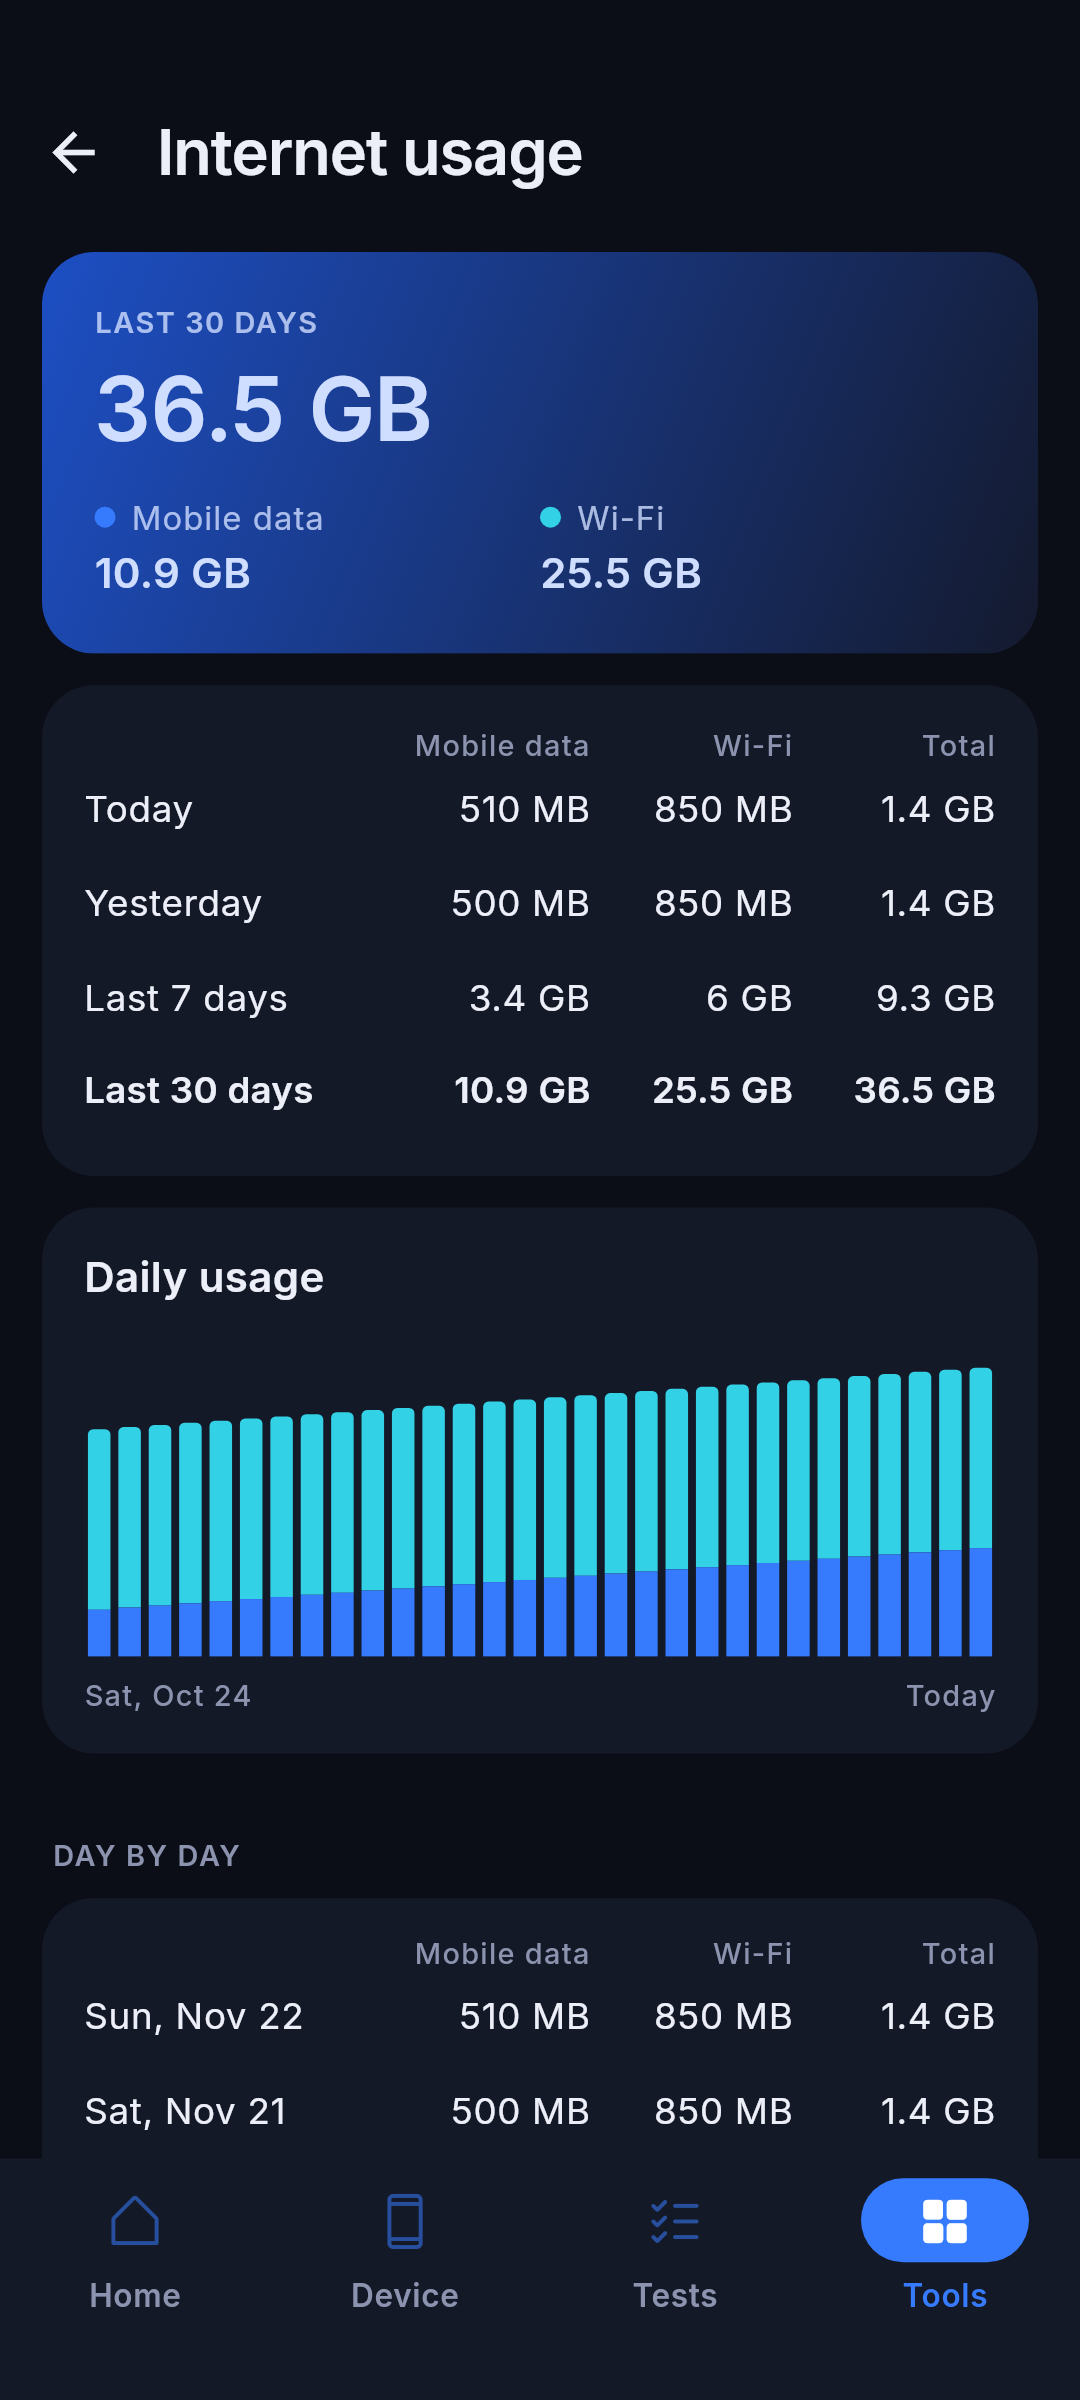 Internet usage
LAST 30 DAYS
36.5 GB
Mobile data Wi-Fi
10.9 GB 25.5 GB
Mobile data Wi-Fi Total
Today 510 MB 850 MB 1.4 GB
Yesterday 500 MB 850 MB 1.4 GB
Last 7 days 3.4 GB 6 GB 9.3 GB
Last 30 days 10.9 GB 25.5 GB 36.5 GB
Daily usage
Sat, Oct 24 Today
DAY BY DAY
Mobile data Wi-Fi Total
Sun, Nov 22 510 MB 850 MB 1.4 GB
Sat, Nov 21 500 MB 850 MB 1.4 GB
Home Device Tests Tools